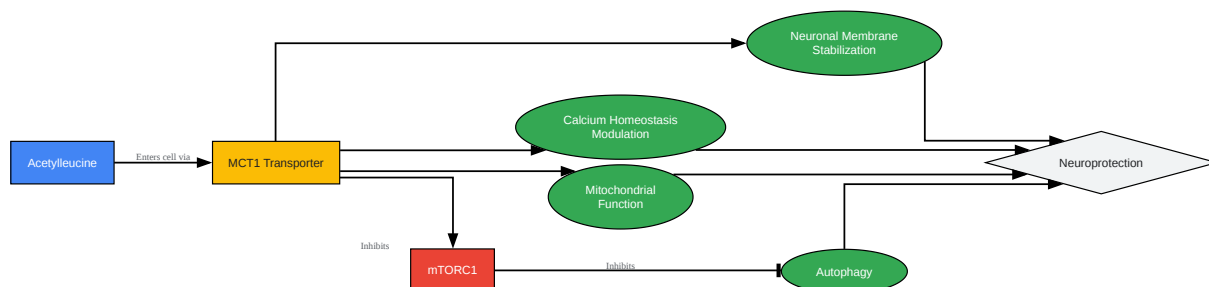 Neuronal Membrane
Stabilization
Calcium Homeostasis
Modulation
Acetylleucine
Enters cell via
MCT1 Transporter
Neuroprotection
Mitochondrial
Function
Inhibits
mTORC1
Inhibits
Autophagy